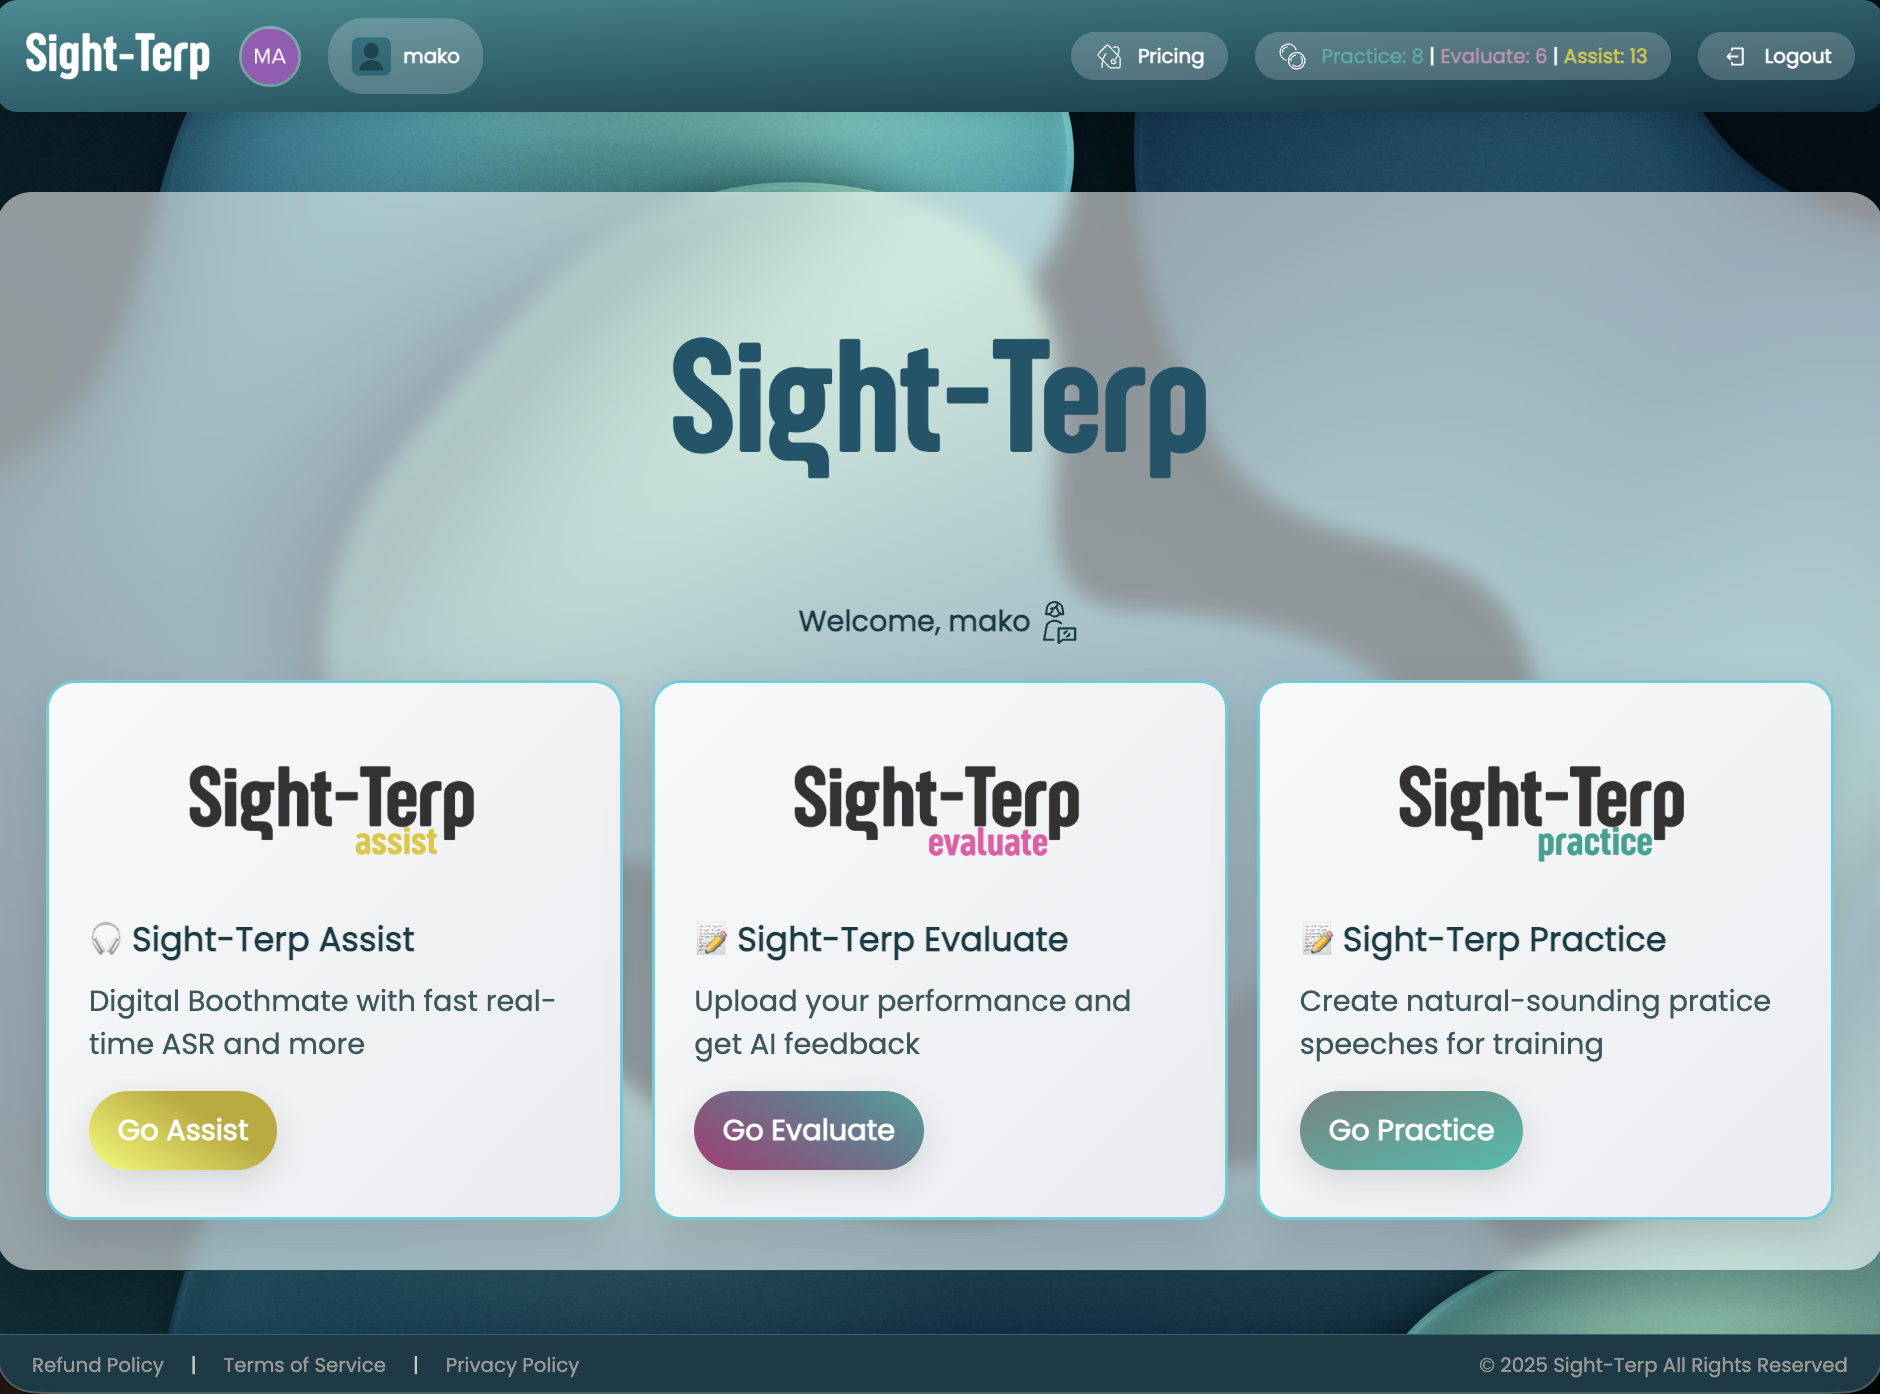 Sight-Terp
MA
mako
Pricing
Practice: 8 | Evaluate: 6 | Assist: 13
Logout
Sight-Terp
Welcome, mako
Sight-Terp
assist
Sight-Terp Assist
Digital Boothmate with fast real-
time ASR and more
Go Assist
Sight-Terp
evaluate
Sight-Terp Evaluate
Upload your performance and
get AI feedback
Go Evaluate
Sight-Terp
practice
Sight-Terp Practice
Create natural-sounding pratice
speeches for training
Go Practice
Refund Policy | Terms of Service | Privacy Policy
© 2025 Sight-Terp All Rights Reserved